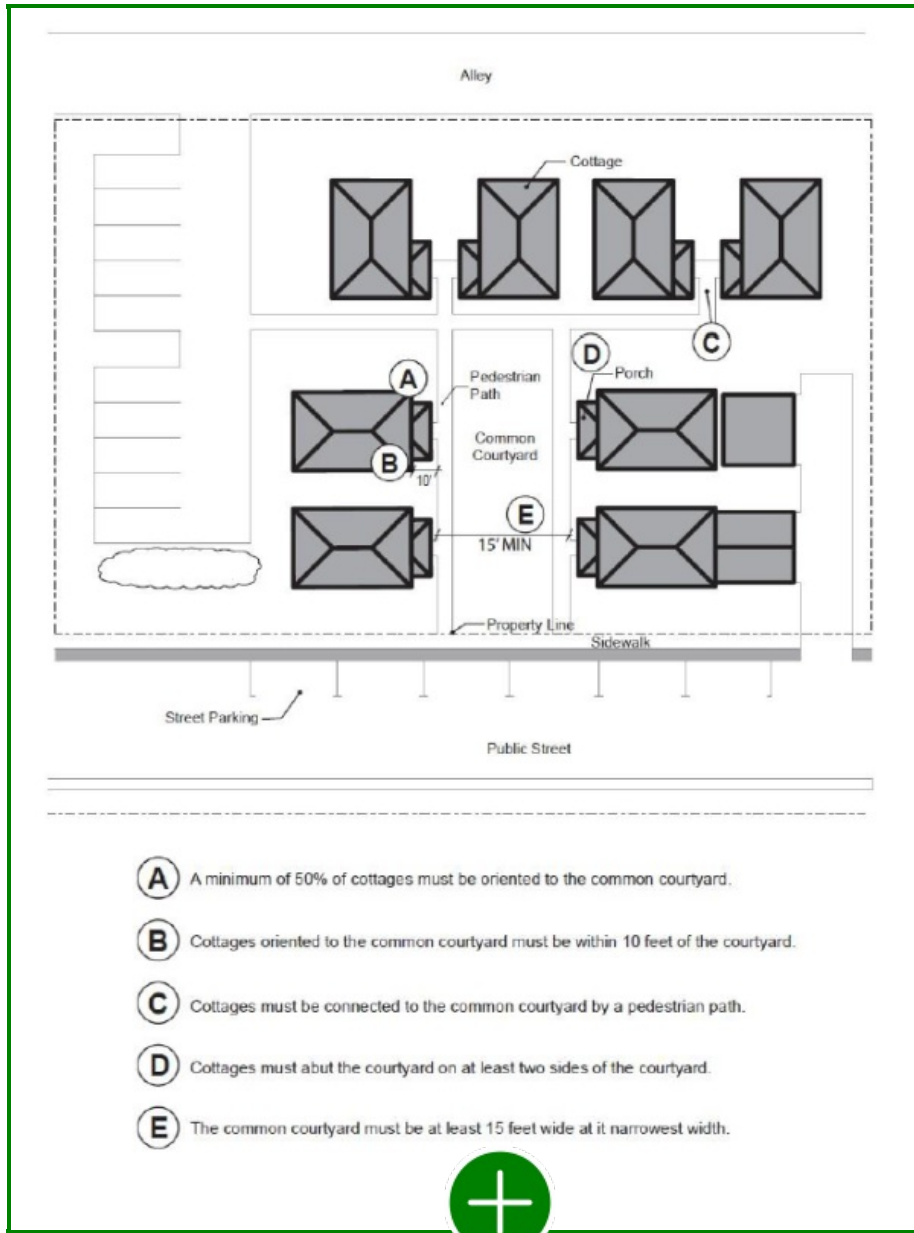 Alley
Cottage
C
D
A
Porch
Pedestrian
Path
Common
Courtyard
B
10'
E
15' MIN
Property Line
Sidewalk
Street Parking
Public Street
A A minimum of 50% of cottages must be oriented to the common courtyard.
B Cottages oriented to the common courtyard must be within 10 feet of the courtyard.
C Cottages must be connected to the common courtyard by a pedestrian path.
D Cottages must abut the courtyard on at least two sides of the courtyard.
E The common courtyard must be at least 15 feet wide at it narrowest width.